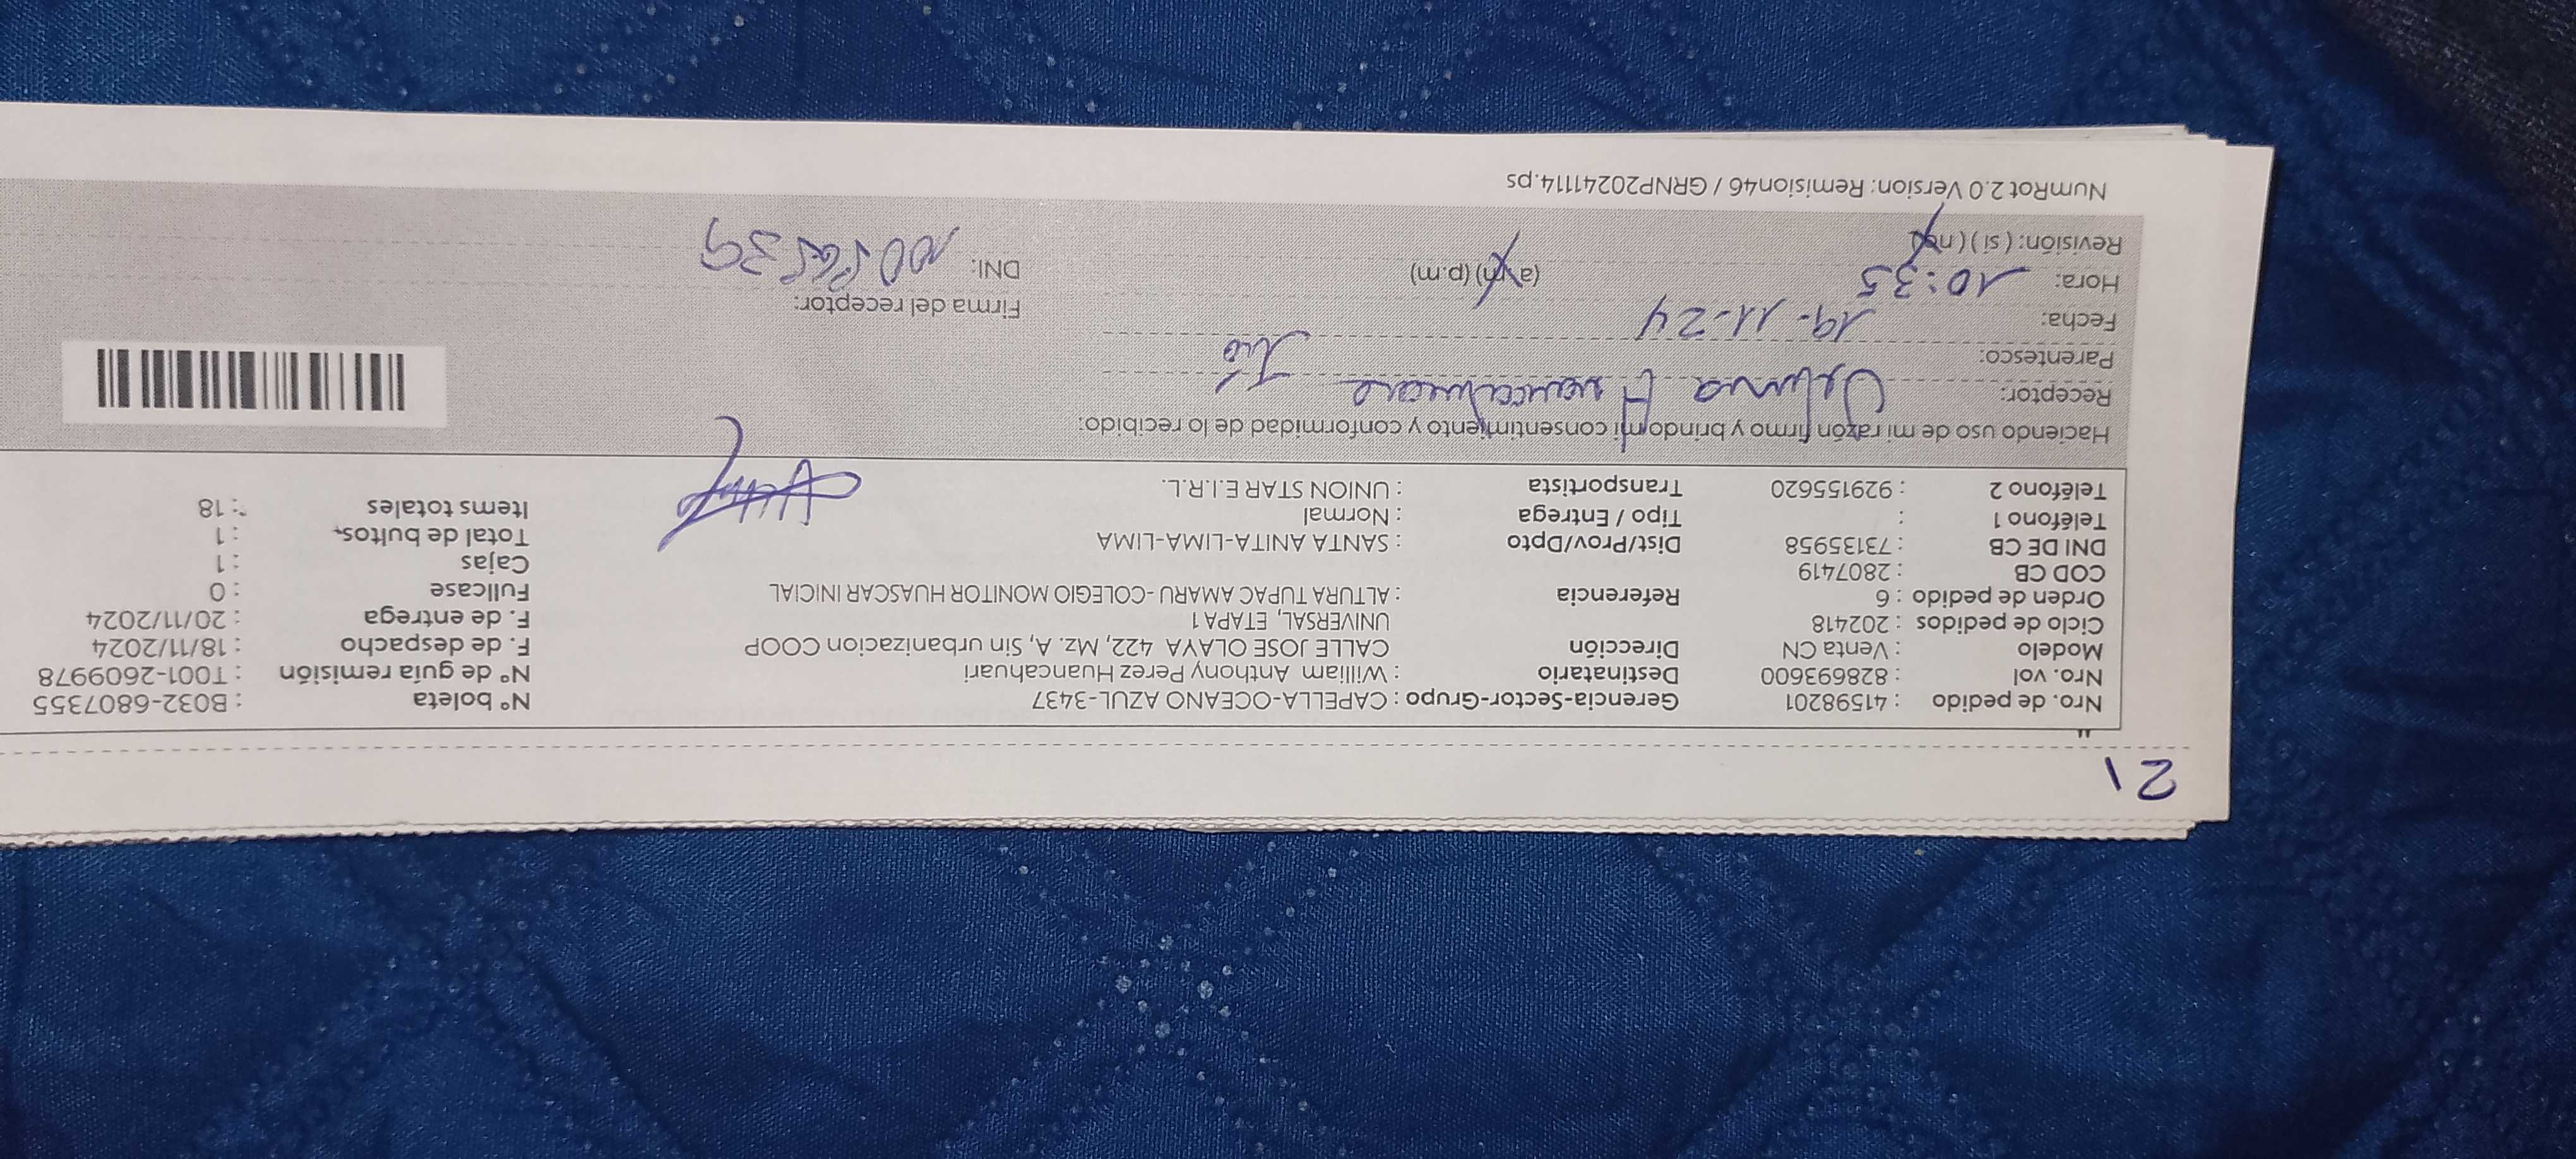 21
"
Nro. de pedido : 41598201 Gerencia-Sector-Grupo : CAPELLA-OCEANO AZUL-3437 N° boleta : B032-6807355
Nro. vol : 828693600 Destinatario : William Anthony Perez Huancahuari N° de guía remisión : T001-2609978
Modelo : Venta CN Dirección CALLE JOSE OLAYA 422, Mz. A, Sin urbanizacion COOP F. de despacho : 18/11/2024
Ciclo de pedidos : 202418 UNIVERSAL, ETAPA 1 F. de entrega : 20/11/2024
Orden de pedido : 6 Referencia : ALTURA TUPAC AMARU -COLEGIO MONITOR HUASCAR INICIAL Fullcase : 0
COD CB : 2807419 Cajas : 1
DNI DE CB : 73135958 Dist/Prov/Dpto : SANTA ANITA-LIMA-LIMA Total de bultos : 1
Teléfono 1 : Tipo / Entrega : Normal Items totales : 18
Teléfono 2 : 929155620 Transportista : UNION STAR E.I.R.L.
Haciendo uso de mi razón firmo y brindo mi consentimiento y conformidad de lo recibido:
Receptor:
Parentesco: Tío
Fecha: 19-11-24 Firma del receptor:
Hora: 10:35 (a.m) (p.m) DNI:
Revisión: ( si ) ( no )
NumRot 2.0 Version: Remision46 / GRNP20241114.ps